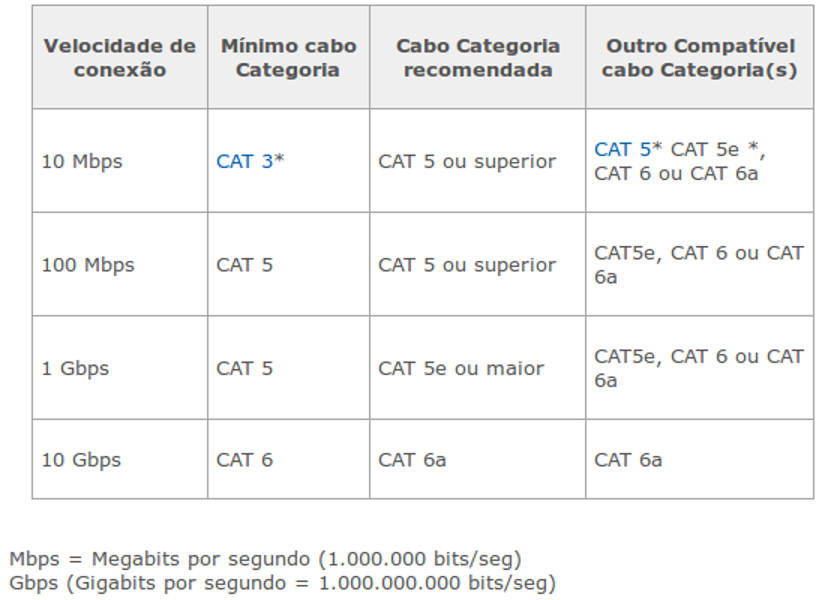 Velocidade de conexão
Mínimo cabo Categoria
Cabo Categoria recomendada
Outro Compatível cabo Categoria(s)
10 Mbps
CAT 3*
CAT 5 ou superior
CAT 5* CAT 5e *,
CAT 6 ou CAT 6a
100 Mbps
CAT 5
CAT 5 ou superior
CAT5e, CAT 6 ou CAT
6a
1 Gbps
CAT 5
CAT 5e ou maior
CAT5e, CAT 6 ou CAT
6a
10 Gbps
CAT 6
CAT 6a
CAT 6a
Mbps = Megabits por segundo (1.000.000 bits/seg)
Gbps (Gigabits por segundo = 1.000.000.000 bits/seg)